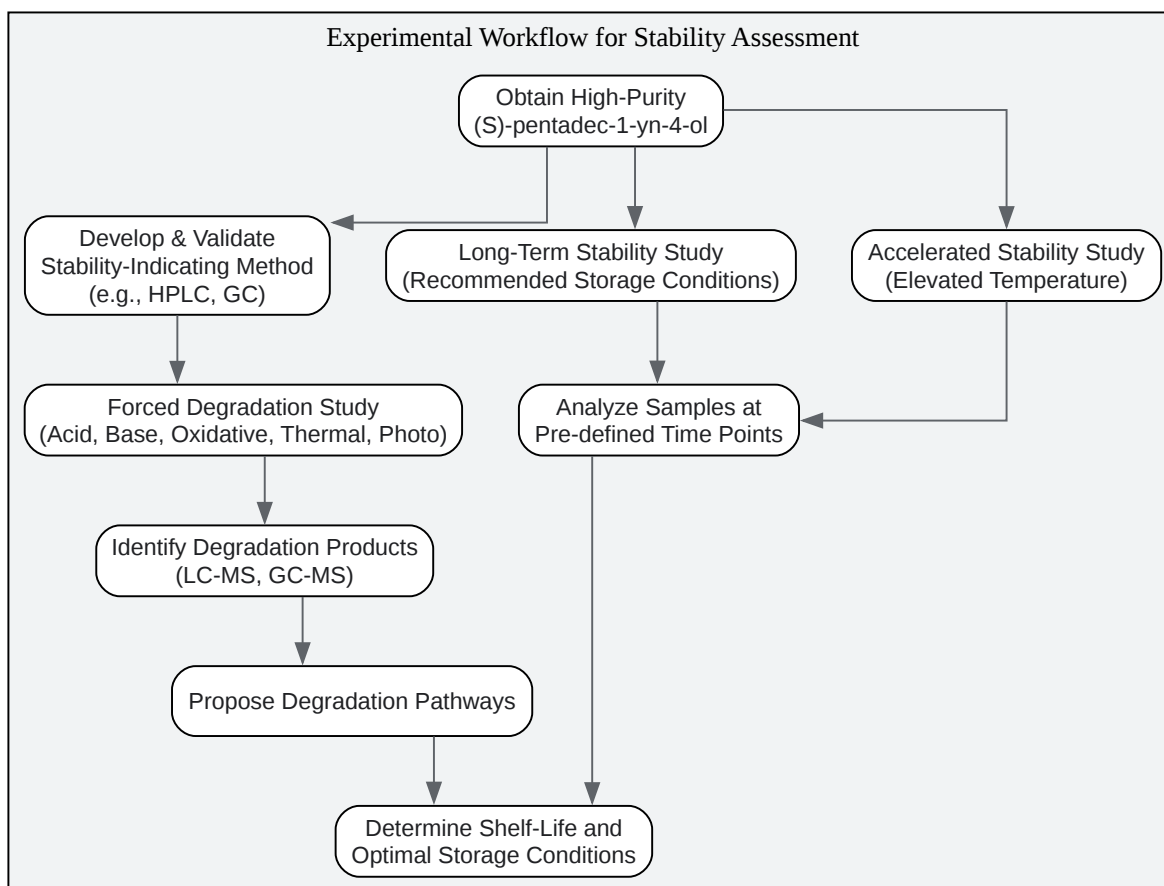 Experimental Workflow for Stability Assessment
Obtain High-Purity
(S)-pentadec-1-yn-4-ol
Develop & Validate
Stability-Indicating Method
(e.g., HPLC, GC)
Long-Term Stability Study
(Recommended Storage Conditions)
Accelerated Stability Study
(Elevated Temperature)
Forced Degradation Study
(Acid, Base, Oxidative, Thermal, Photo)
Analyze Samples at
Pre-defined Time Points
Identify Degradation Products
(LC-MS, GC-MS)
Propose Degradation Pathways
Determine Shelf-Life and
Optimal Storage Conditions